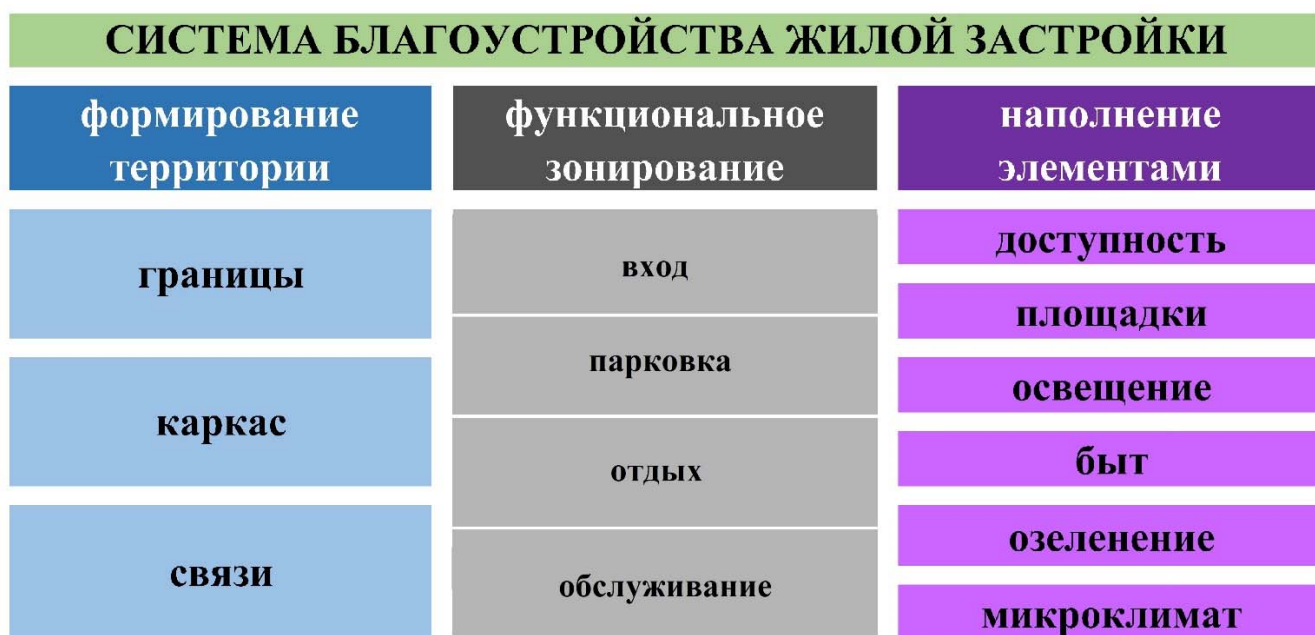 СИСТЕМА БЛАГОУСТРОЙСТВА ЖИЛОЙ ЗАСТРОЙКИ
формирование
территории
границы
каркас
связи
функциональное
зонирование
вход
парковка
отдых
обслуживание
наполнение
элементами
доступность
площадки
освещение
быт
озеленение
микроклимат